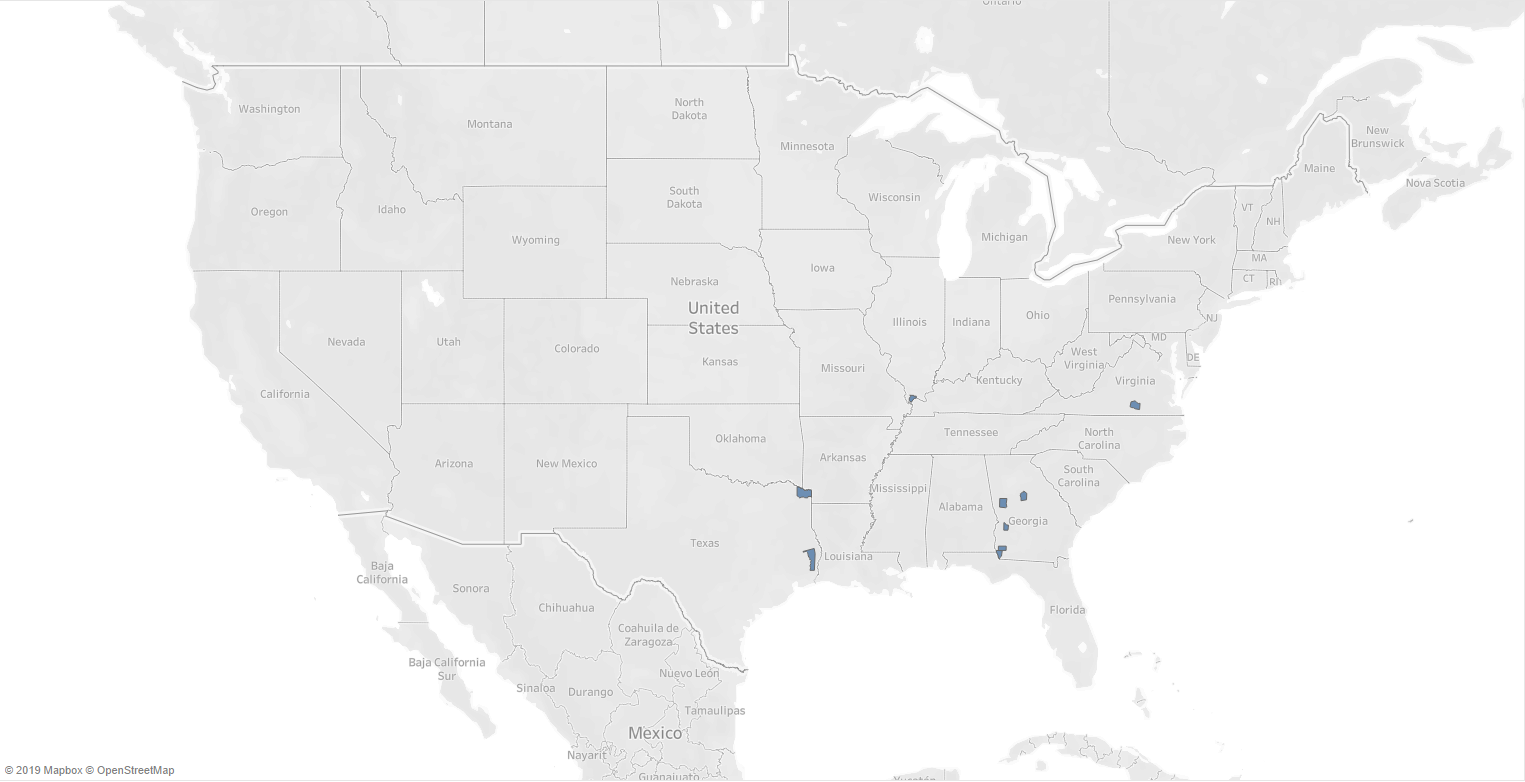 Ontario
Washington
North
Dakota
Montana
Minnesota
New
Brunswick
Maine
Nova Scotia
Oregon
Idaho
South
Dakota
Wisconsin
VT
NH
Wyoming
Michigan
New York
MA
CT
RI
Iowa
Nebraska
United
States
Pennsylvania
NJ
Illinois
Indiana
Ohio
MD
Nevada
Utah
Colorado
Kansas
Missouri
West
Virginia
DE
Kentucky
Virginia
California
Oklahoma
Tennessee
North
Carolina
Arizona
New Mexico
Arkansas
South
Carolina
Mississippi
Alabama
Georgia
Texas
Louisiana
Baja
California
Sonora
Chihuahua
Florida
Coahuila de
Zaragoza
Baja California
Sur
Nuevo León
Sinaloa
Durango
Tamaulipas
Mexico
Nayarit
Guanajuato
Yucatán
© 2019 Mapbox © OpenStreetMap